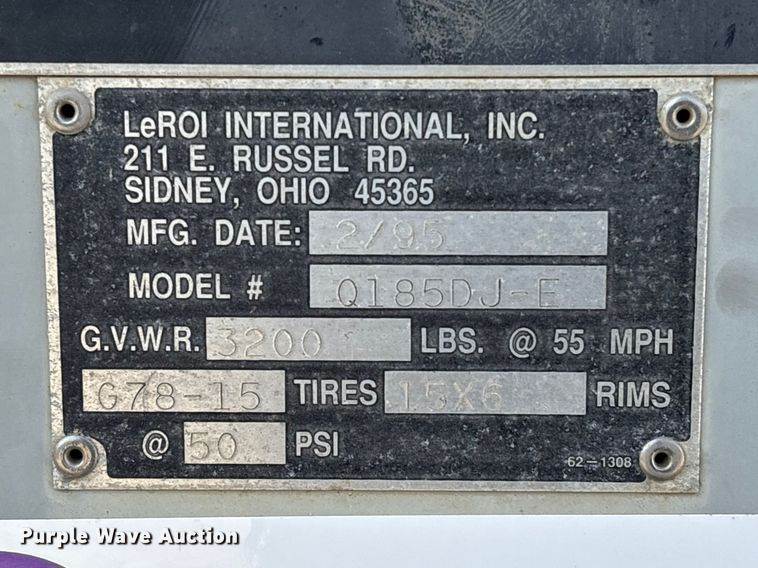 LeROI INTERNATIONAL, INC.
211 E. RUSSEL RD.
SIDNEY, OHIO 45365
MFG. DATE: 2/95
MODEL # Q185DJ-E
G.V.W.R. 3200 LBS. @ 55 MPH
G78-15 TIRES 15X6 RIMS
@ 50 PSI
62-1308
Purple Wave Auction